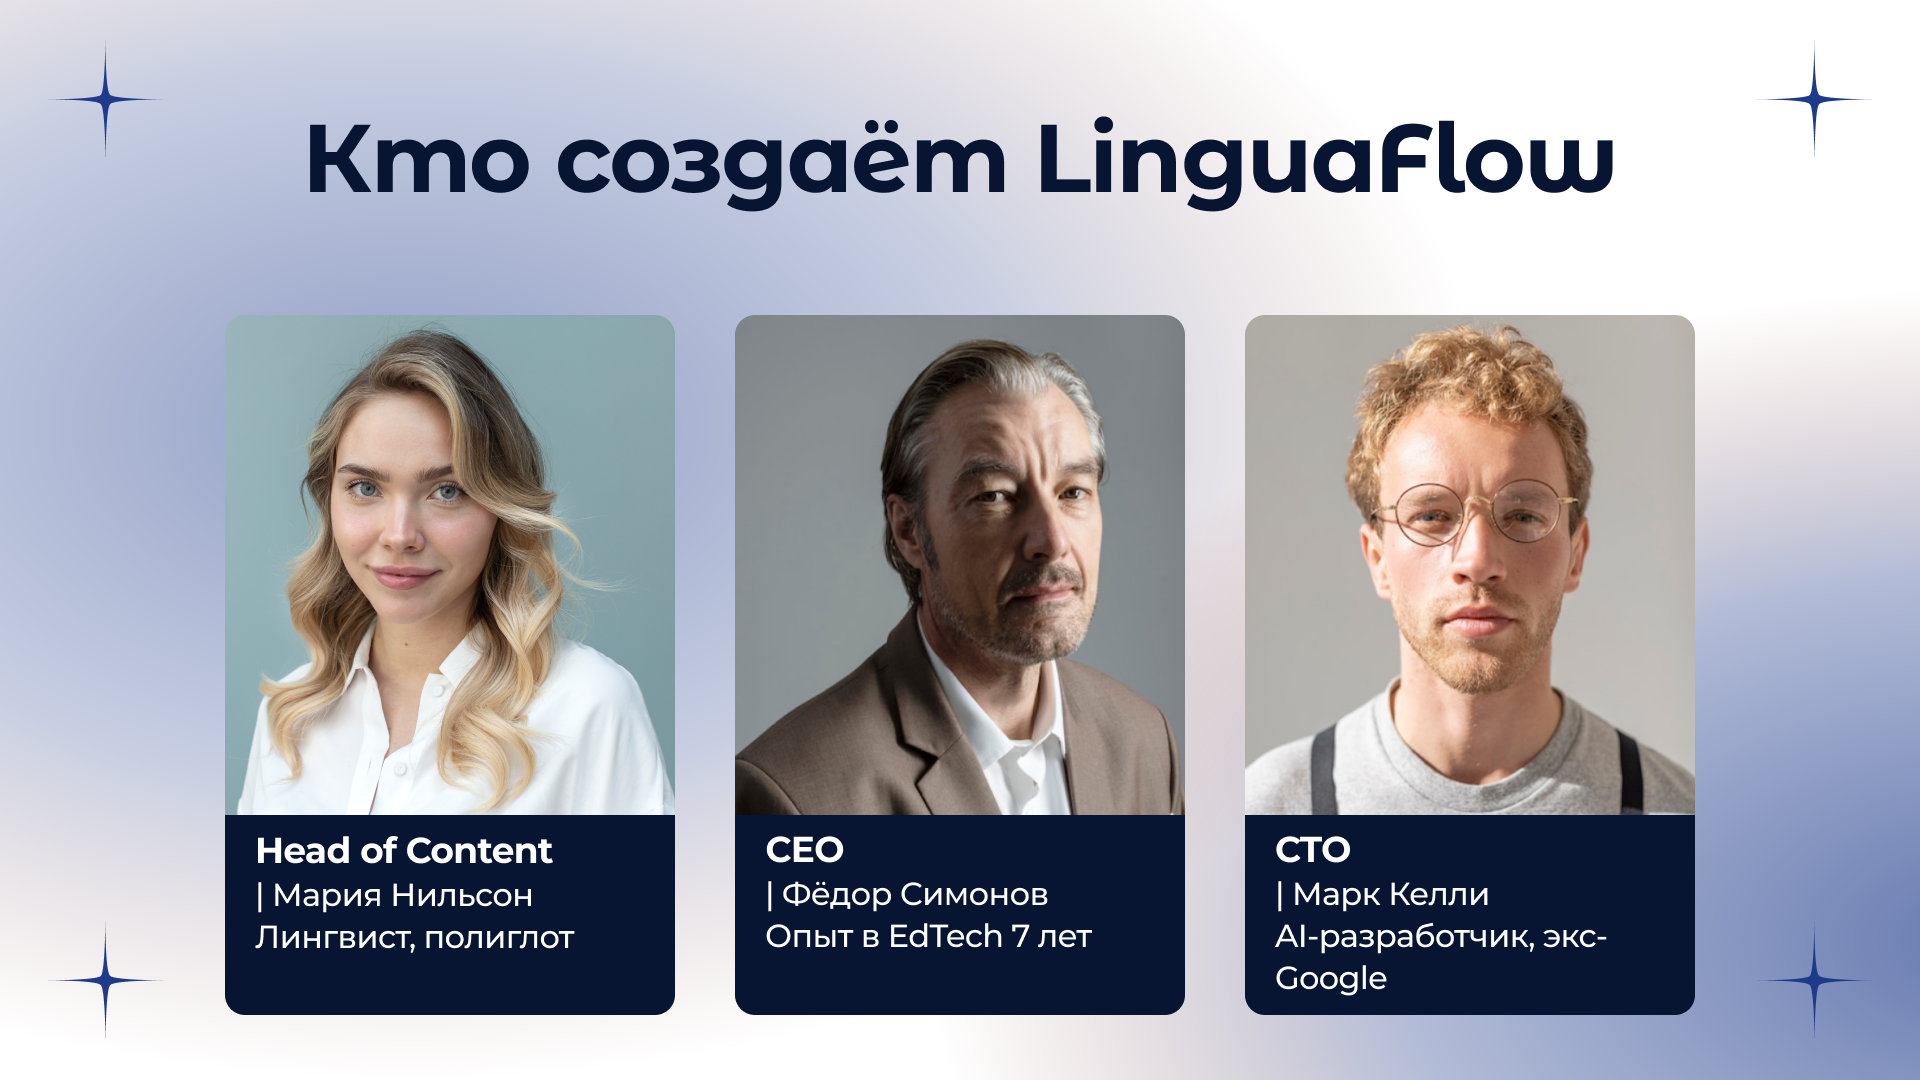 Кто создаём LinguaFlow
Head of Content
| Мария Нильсон
Лингвист, полиглот
CEO
| Фёдор Симонов
Опыт в EdTech 7 лет
CTO
| Марк Келли
AI-разработчик, экс-
Google